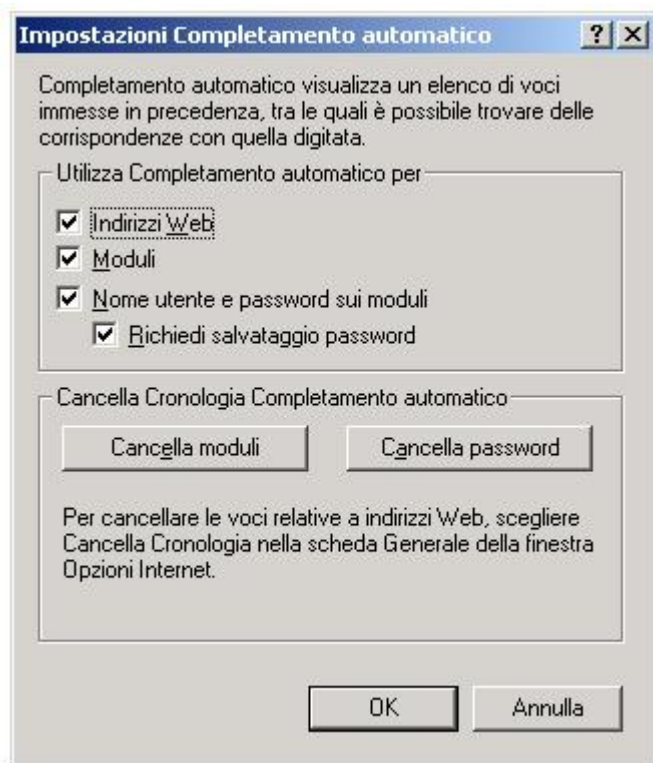 Impostazioni Completamento automatico
Completamento automatico visualizza un elenco di voci
immesse in precedenza, tra le quali è possibile trovare delle
corrispondenze con quella digitata.
Utilizza Completamento automatico per
Indirizzi Web
Moduli
Nome utente e password sui moduli
Richiedi salvataggio password
Cancella Cronologia Completamento automatico
Cancella moduli Cancella password
Per cancellare le voci relative a indirizzi Web, scegliere
Cancella Cronologia nella scheda Generale della finestra
Opzioni Internet.
OK Annulla